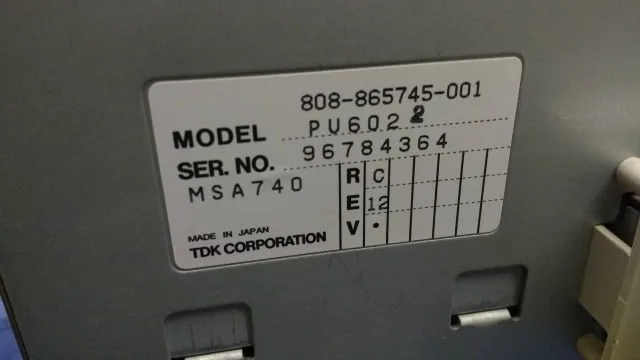 808-865745-001
MODEL PU6022
SER. NO. 96784364
MSA740
R C
E 12
V .
MADE IN JAPAN
TDK CORPORATION